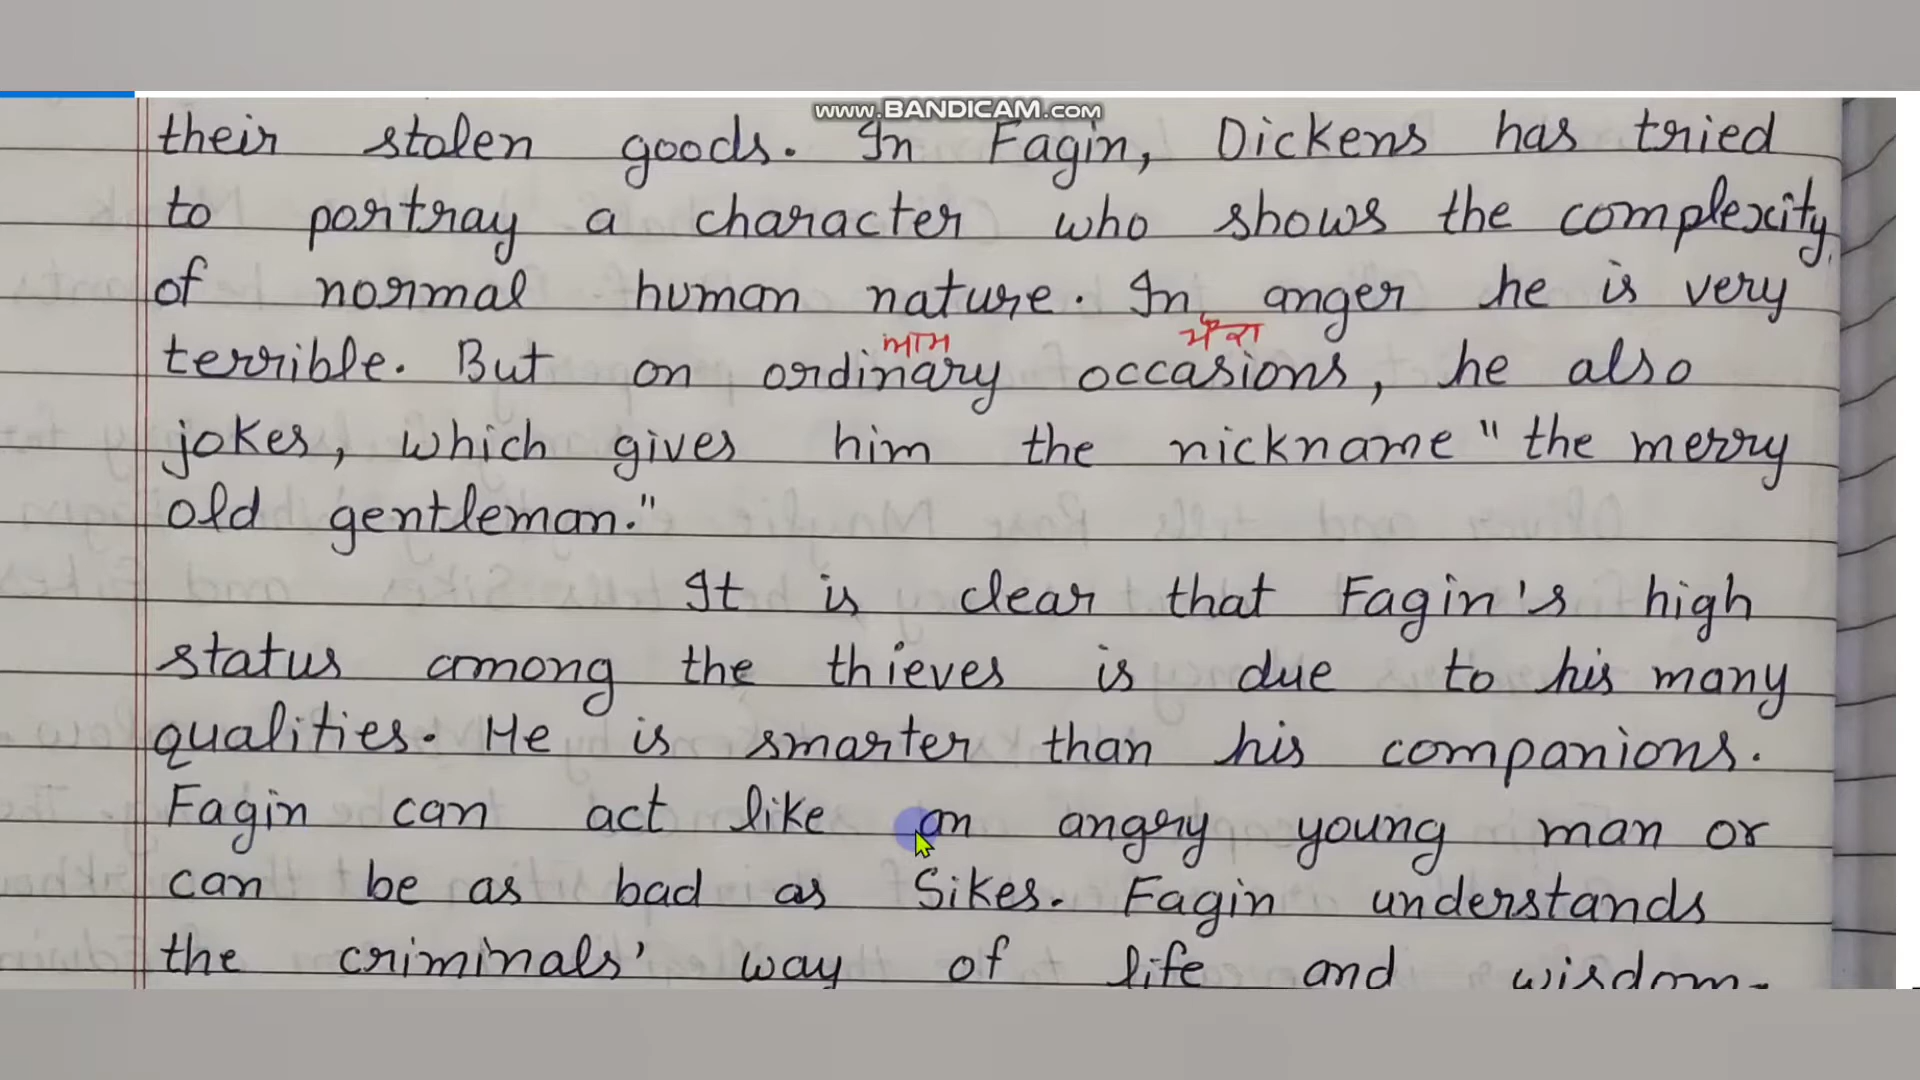 www.BANDICAM.com
their stolen goods. In Fagin, Dickens has tried
to portray a character who shows the complexity
of normal human nature. In anger he is very
ਆਮ ਮੌਕਾ
terrible. But on ordinary occasions, he also
jokes, which gives him the nickname "the merry
old gentleman."
It is clear that Fagin's high
status among the thieves is due to his many
qualities. He is smarter than his companions.
Fagin can act like an angry young man or
can be as bad as Sikes. Fagin understands
the criminals' way of life and wisdom.